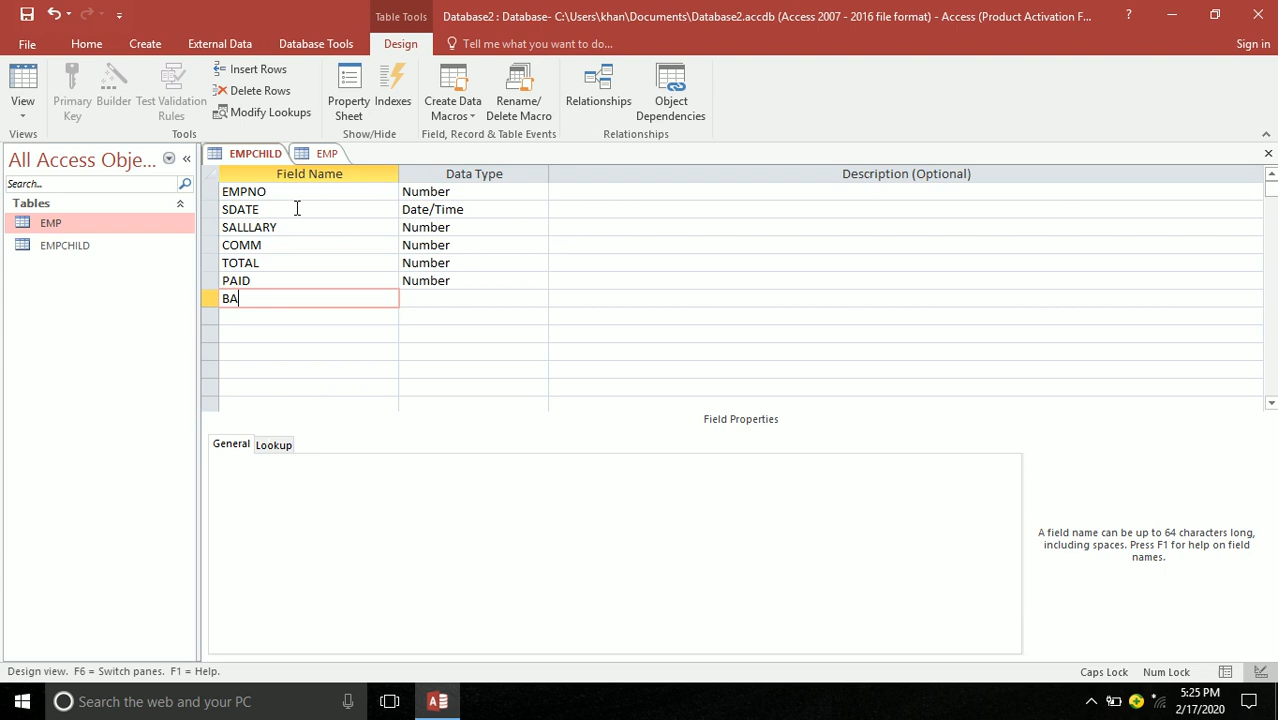 Table Tools
Database2 : Database- C:\Users\khan\Documents\Database2.accdb (Access 2007 - 2016 file format) - Access (Product Activation F...
?
File
Home
Create
External Data
Database Tools
Design
Tell me what you want to do...
Sign in
View
Primary Key
Builder
Test Validation Rules
Insert Rows
Delete Rows
Modify Lookups
Property Sheet
Indexes
Create Data Macros
Rename/ Delete Macro
Relationships
Object Dependencies
Views
Tools
Show/Hide
Field, Record & Table Events
Relationships
All Access Obje...
Search...
Tables
EMP
EMPCHILD
EMPCHILD
EMP
Field Name
Data Type
Description (Optional)
EMPNO Number
SDATE Date/Time
SALLLARY Number
COMM Number
TOTAL Number
PAID Number
BA
Field Properties
General
Lookup
A field name can be up to 64 characters long,
including spaces. Press F1 for help on field
names.
Design view. F6 = Switch panes. F1 = Help.
Caps Lock
Num Lock
Search the web and your PC
5:25 PM
2/17/2020